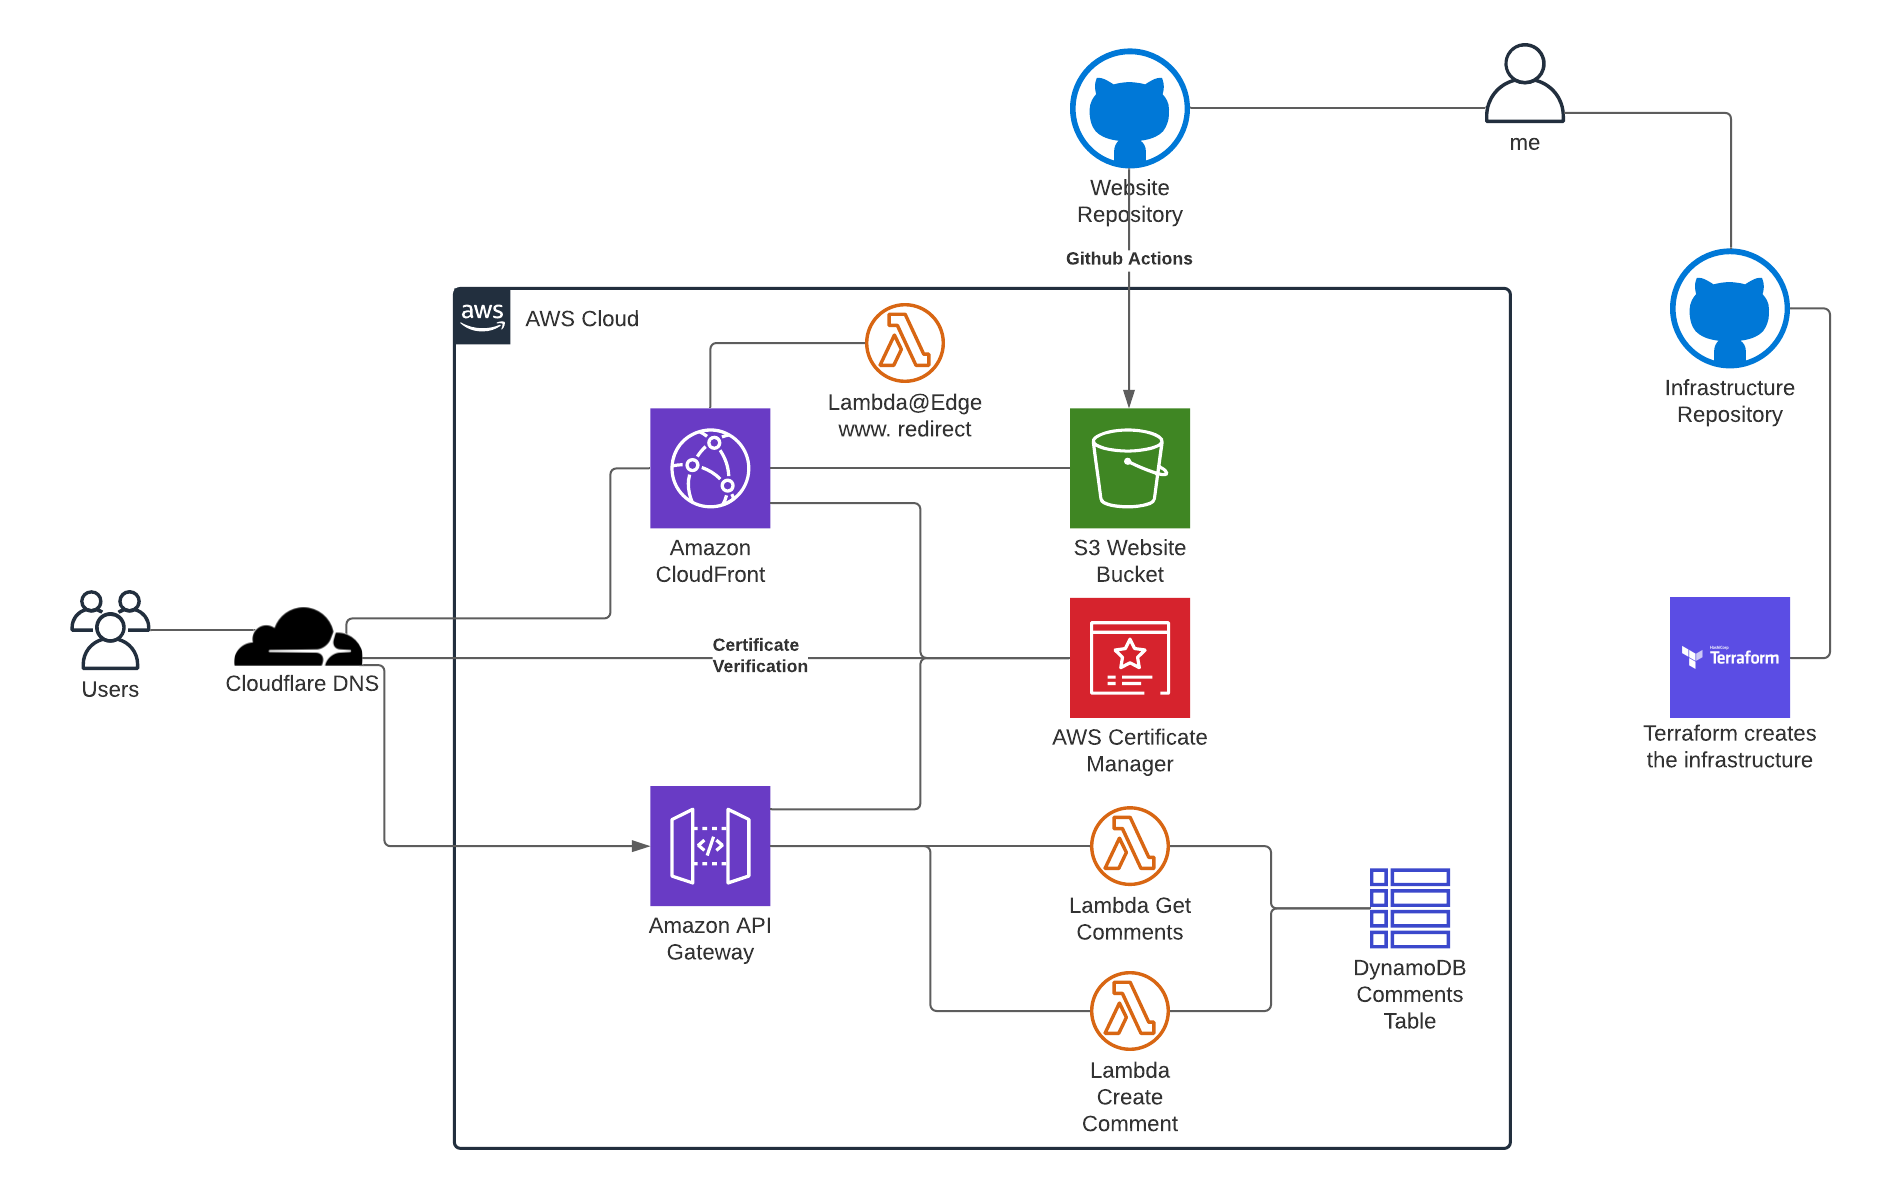 me
Website
Repository
Github Actions
aws
AWS Cloud
Lambda@Edge
www. redirect
Infrastructure
Repository
Amazon
CloudFront
S3 Website
Bucket
Users
Cloudflare DNS
Certificate
Verification
HashiCorp
Terraform
AWS Certificate
Manager
Terraform creates
the infrastructure
Amazon API
Gateway
Lambda Get
Comments
DynamoDB
Comments
Table
Lambda
Create
Comment